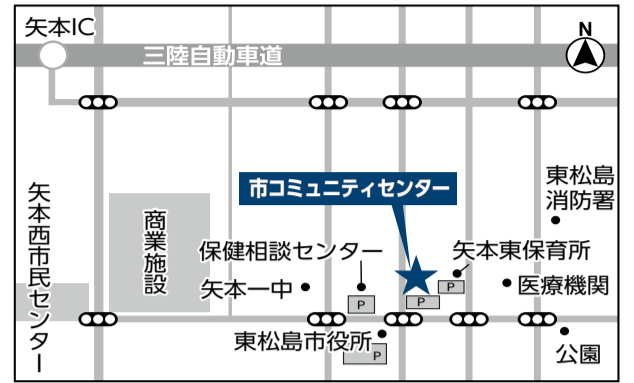 矢本IC
N
三陸自動車道
東松島
消防署
市コミュニティセンター
矢本西市民センター
商業施設
保健相談センター
矢本東保育所
矢本一中
医療機関
P
P
P
東松島市役所
P
公園